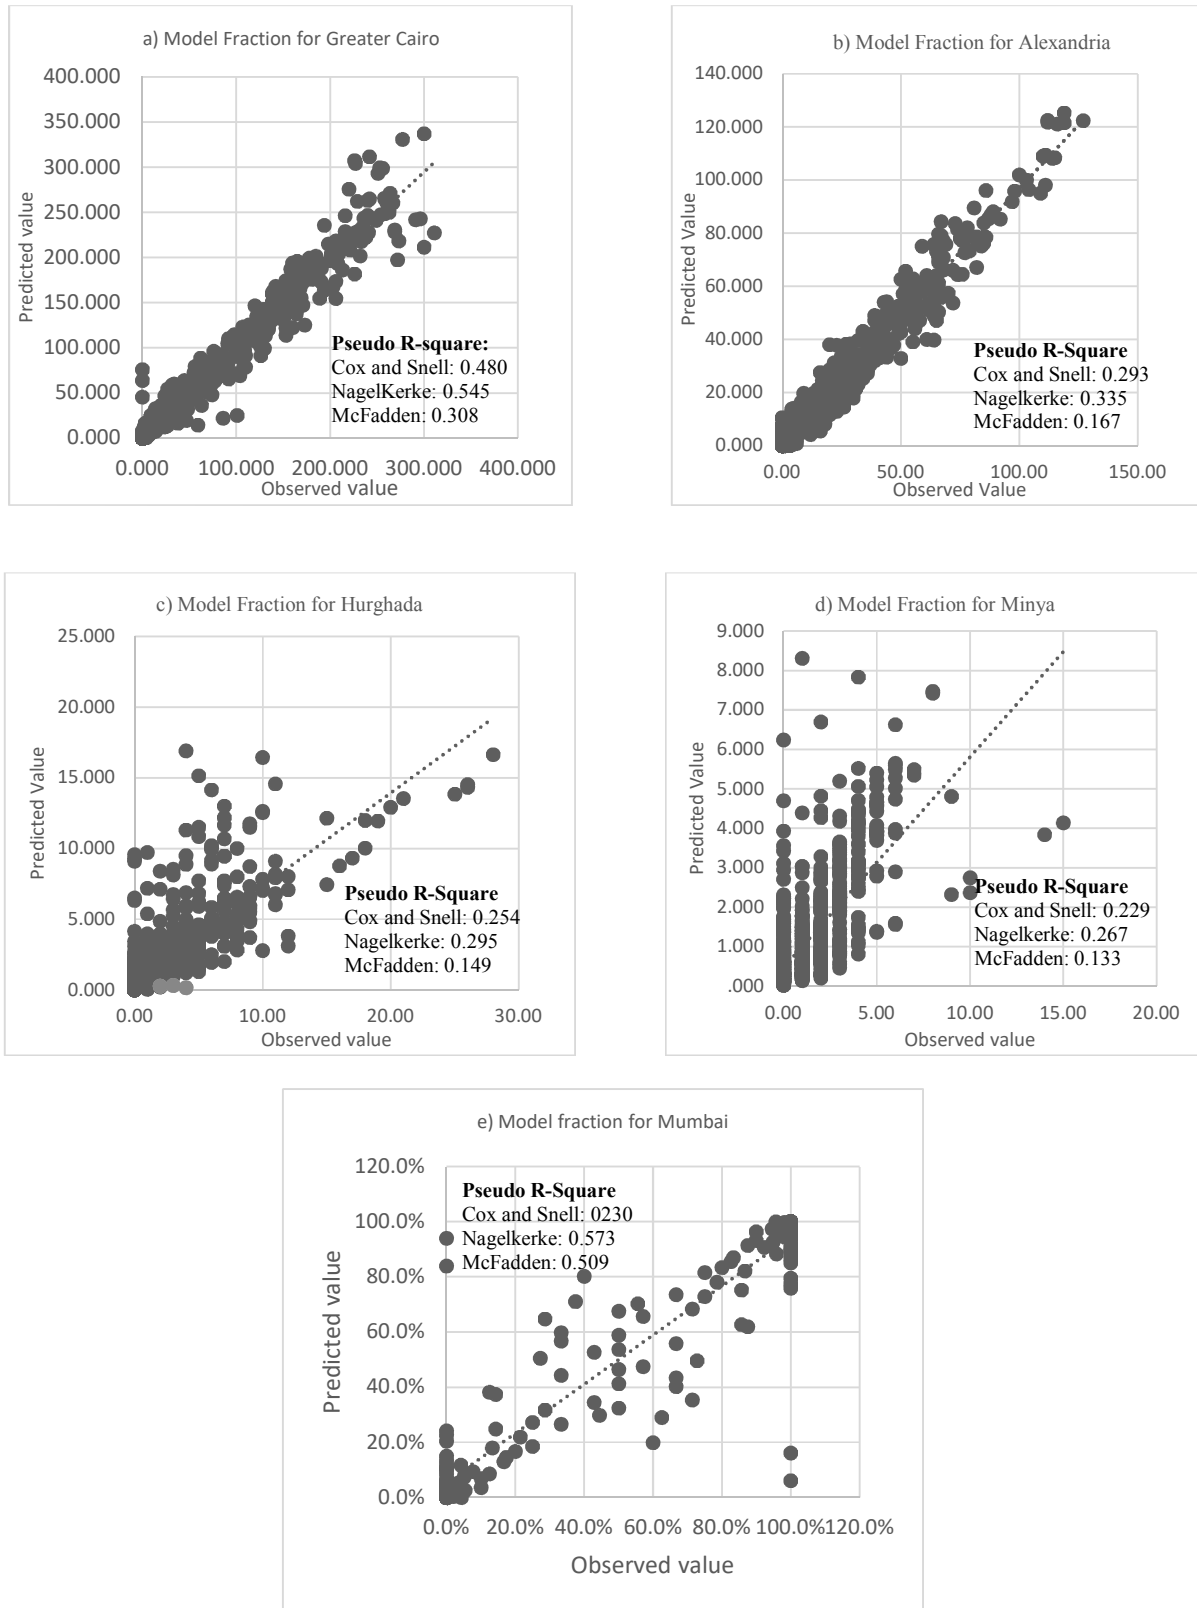 a) Model Fraction for Greater Cairo
400.000
350.000
300.000
250.000
200.000
150.000
100.000
50.000
0.000
Predicted value
Pseudo R-square:
Cox and Snell: 0.480
NagelKerke: 0.545
McFadden: 0.308
0.000 100.000 200.000 300.000 400.000
Observed value
b) Model Fraction for Alexandria
140.000
120.000
100.000
80.000
60.000
40.000
20.000
0.000
Predicted Value
Pseudo R-Square
Cox and Snell: 0.293
Nagelkerke: 0.335
McFadden: 0.167
0.00 50.00 100.00 150.00
Observed Value
c) Model Fraction for Hurghada
25.000
20.000
15.000
10.000
5.000
0.000
Predicted Value
Pseudo R-Square
Cox and Snell: 0.254
Nagelkerke: 0.295
McFadden: 0.149
0.00 10.00 20.00 30.00
Observed value
d) Model Fraction for Minya
9.000
8.000
7.000
6.000
5.000
4.000
3.000
2.000
1.000
.000
Predicted Value
Pseudo R-Square
Cox and Snell: 0.229
Nagelkerke: 0.267
McFadden: 0.133
0.00 5.00 10.00 15.00 20.00
Observed value
e) Model fraction for Mumbai
120.0%
100.0%
80.0%
60.0%
40.0%
20.0%
0.0%
Predicted value
Pseudo R-Square
Cox and Snell: 0230
Nagelkerke: 0.573
McFadden: 0.509
0.0% 20.0% 40.0% 60.0% 80.0% 100.0% 120.0%
Observed value